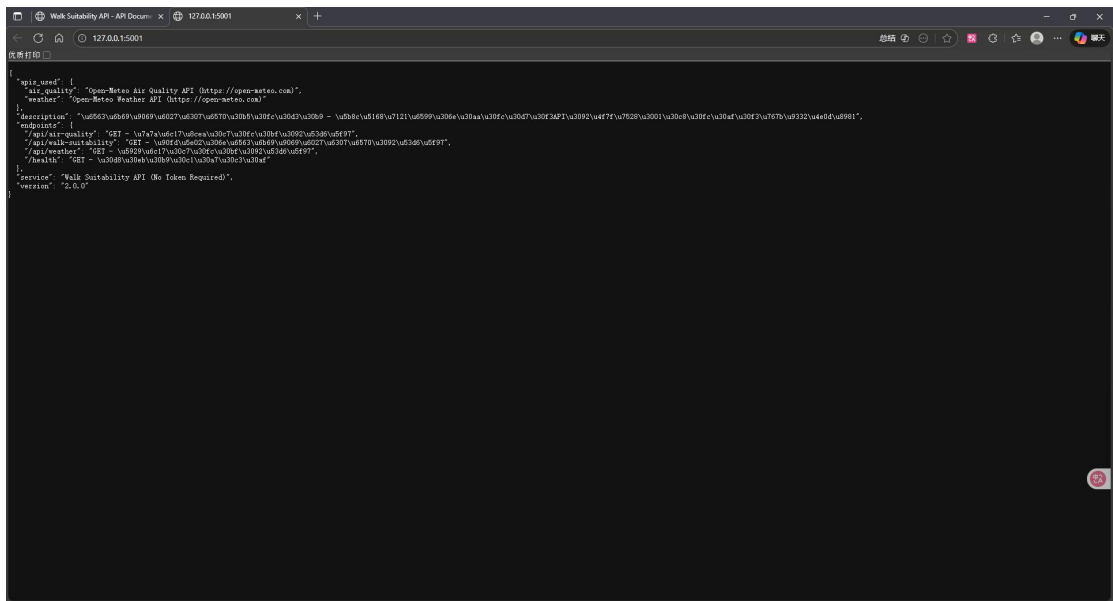 Walk Suitability API - API Docume
127.0.0.1:5001
127.0.0.1:5001
总结
聊天
优质打印
{
"apis_used": {
"air_quality": "Open-Meteo Air Quality API (https://open-meteo.com)",
"weather": "Open-Meteo Weather API (https://open-meteo.com)"
},
"description": "\u6563\u6b69\u9069\u6027\u6307\u6570\u30b5\u30fc\u30d3\u30b9 - \u5b8c\u5168\u7121\u6599\u306e\u30aa\u30fc\u30d7\u30f3API\u3092\u4f7f\u7528\u3001\u30c8\u30fc\u30af\u30f3\u767b\u9332\u4e0d\u8981",
"endpoints": {
"/api/air-quality": "GET - \u7a7a\u6c17\u8cea\u30c7\u30fc\u30bf\u3092\u53d6\u5f97",
"/api/walk-suitability": "GET - \u90fd\u5e02\u306e\u6563\u6b69\u9069\u6027\u6307\u6570\u3092\u53d6\u5f97",
"/api/weather": "GET - \u5929\u6c17\u30c7\u30fc\u30bf\u3092\u53d6\u5f97",
"/health": "GET - \u30d8\u30eb\u30b9\u30c1\u30a7\u30c3\u30af"
},
"service": "Walk Suitability API (No Token Required)",
"version": "2.0.0"
}